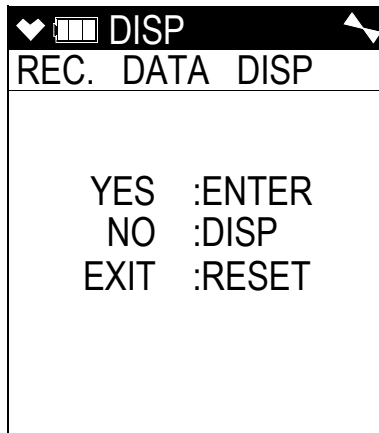 DISP
REC. DATA DISP
YES :ENTER
NO :DISP
EXIT :RESET